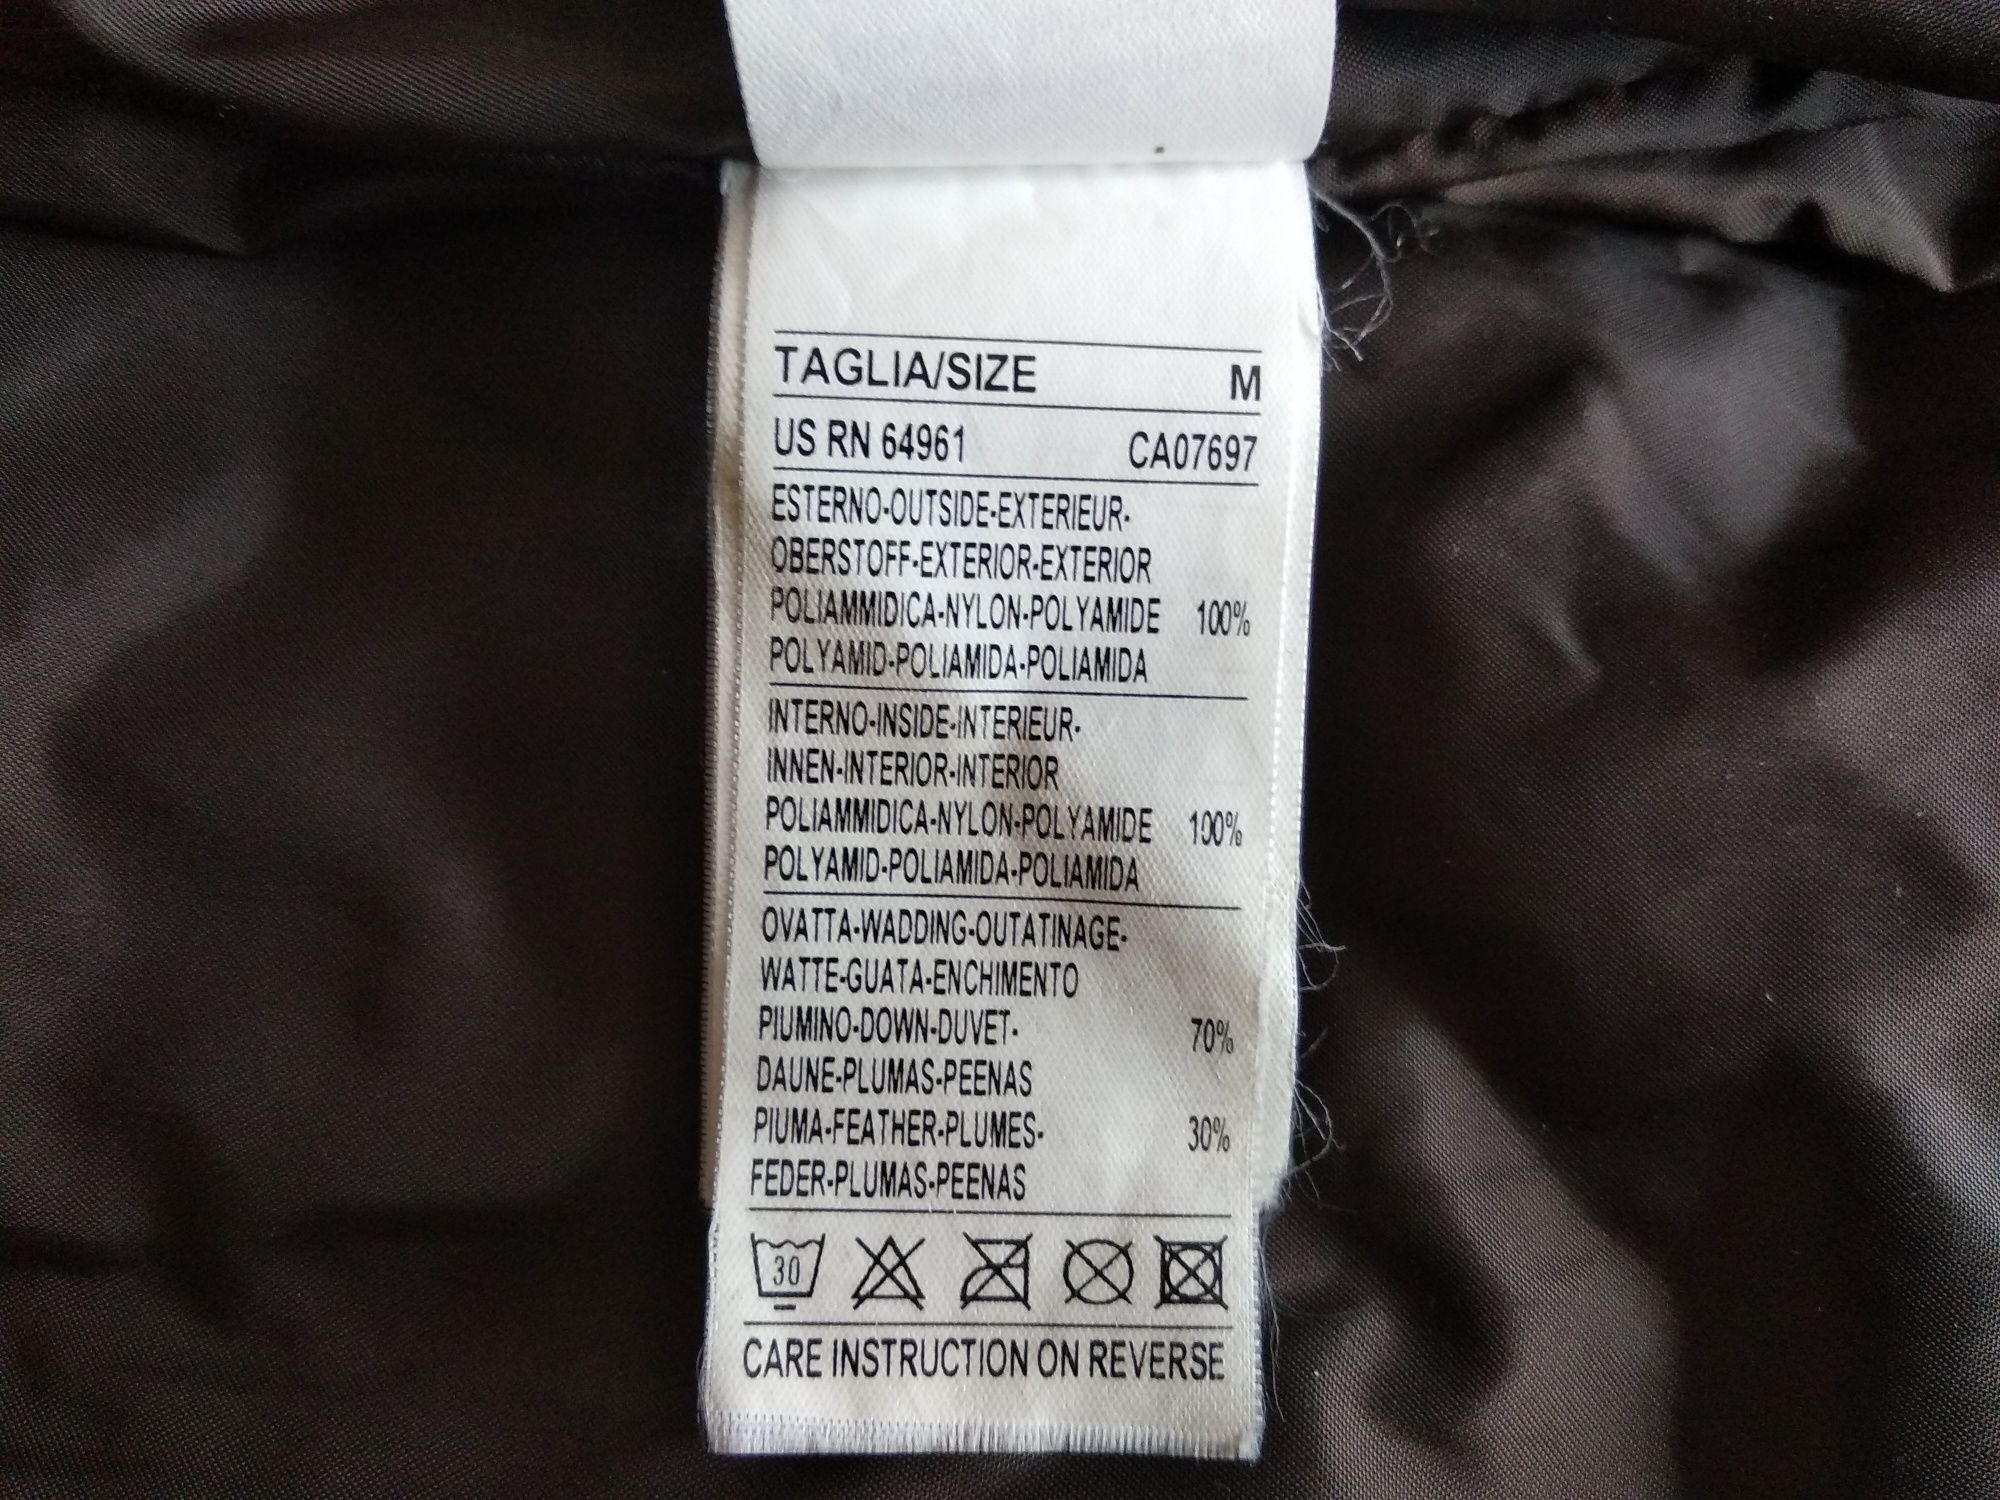 TAGLIA/SIZE M
US RN 64961 CA07697
ESTERNO-OUTSIDE-EXTERIEUR-
OBERSTOFF-EXTERIOR-EXTERIOR
POLIAMMIDICA-NYLON-POLYAMIDE 100%
POLYAMID-POLIAMIDA-POLIAMIDA
INTERNO-INSIDE-INTERIEUR-
INNEN-INTERIOR-INTERIOR
POLIAMMIDICA-NYLON-POLYAMIDE 100%
POLYAMID-POLIAMIDA-POLIAMIDA
OVATTA-WADDING-OUTATINAGE-
WATTE-GUATA-ENCHIMENTO
PIUMINO-DOWN-DUVET- 70%
DAUNE-PLUMAS-PEENAS
PIUMA-FEATHER-PLUMES- 30%
FEDER-PLUMAS-PEENAS
30
CARE INSTRUCTION ON REVERSE